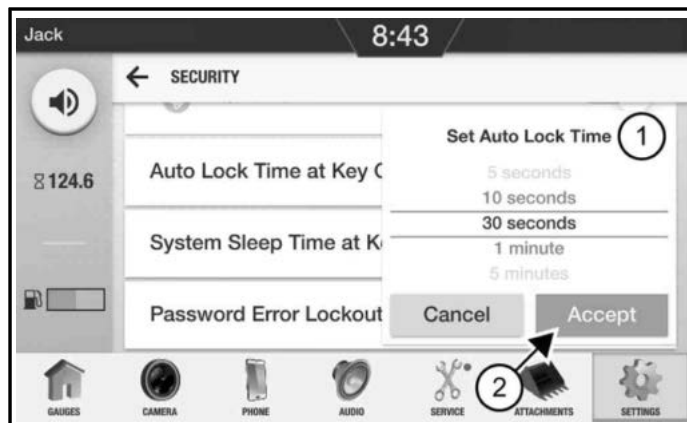 Jack
8:43
SECURITY
Set Auto Lock Time 1
Auto Lock Time at Key O
5 seconds
10 seconds
124.6
30 seconds
System Sleep Time at K
1 minute
5 minutes
Password Error Lockout
Cancel
Accept
2
GAUGES
CAMERA
PHONE
AUDIO
SERVICE
ATTACHMENTS
SETTINGS